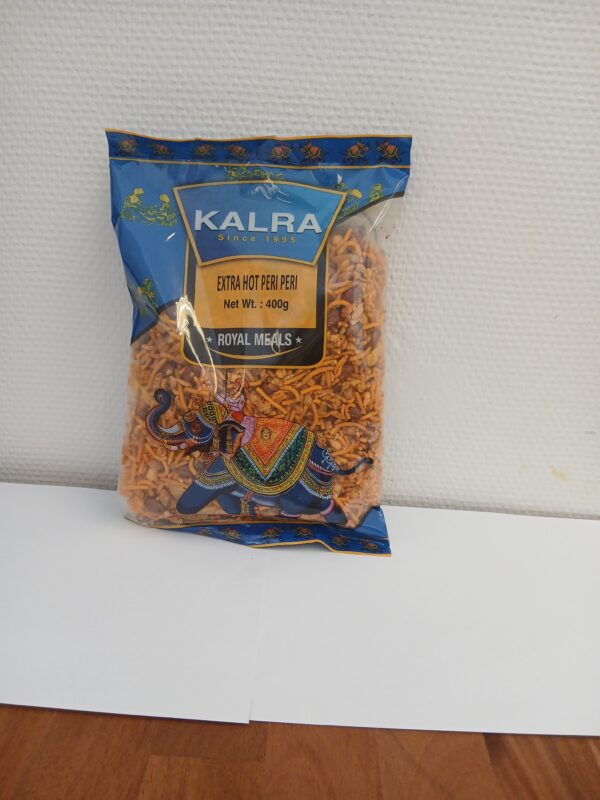 KALRA
Since 1995
EXTRA HOT PERI PERI
Net Wt. : 400g
★ ROYAL MEALS ★